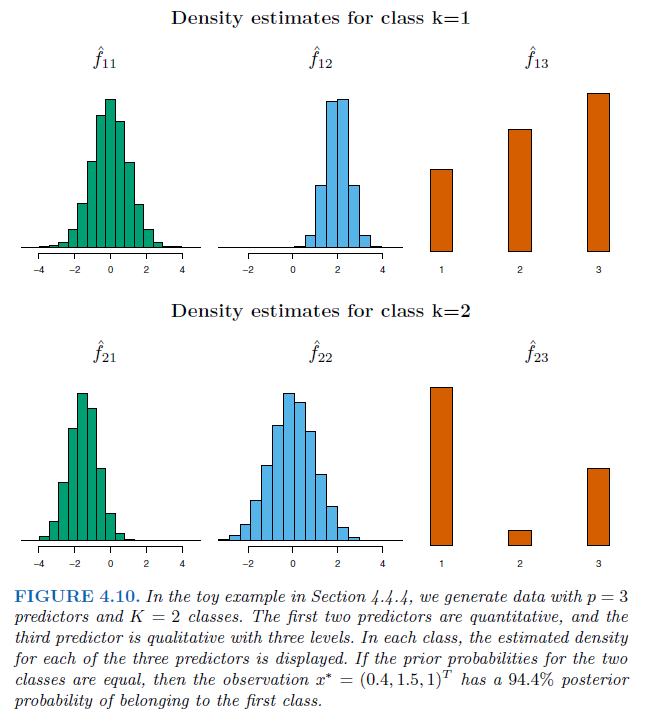 Density estimates for class k=1
f̂11 f̂12 f̂13
−4 −2 0 2 4 −2 0 2 4 1 2 3
Density estimates for class k=2
f̂21 f̂22 f̂23
−4 −2 0 2 4 −2 0 2 4 1 2 3
FIGURE 4.10. In the toy example in Section 4.4.4, we generate data with p = 3
predictors and K = 2 classes. The first two predictors are quantitative, and the
third predictor is qualitative with three levels. In each class, the estimated density
for each of the three predictors is displayed. If the prior probabilities for the two
classes are equal, then the observation x* = (0.4, 1.5, 1)ᵀ has a 94.4% posterior
probability of belonging to the first class.